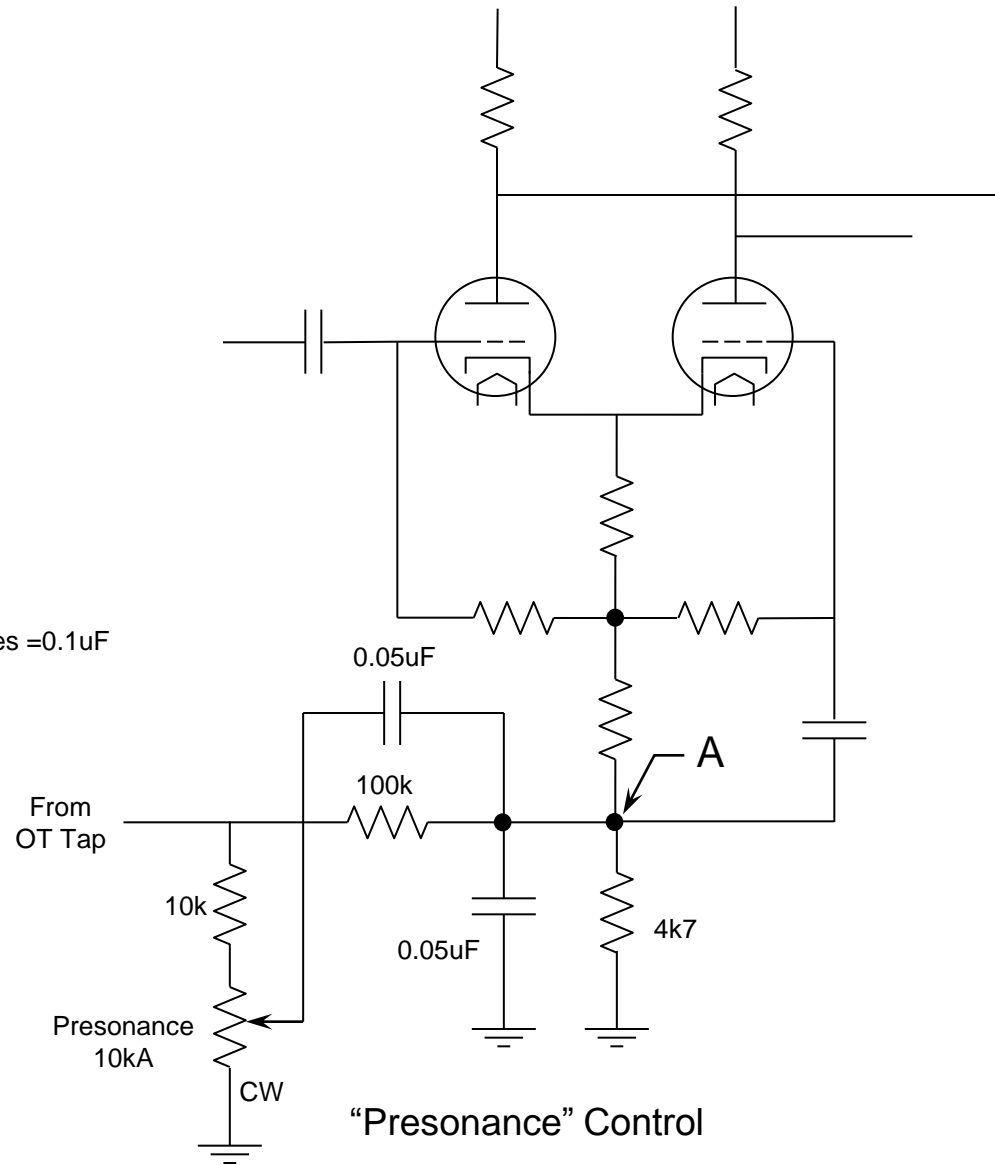 es =0.1uF
0.05uF
A
100k
From
OT Tap
10k
4k7
0.05uF
Presonance
10kA
CW
“Presonance” Control